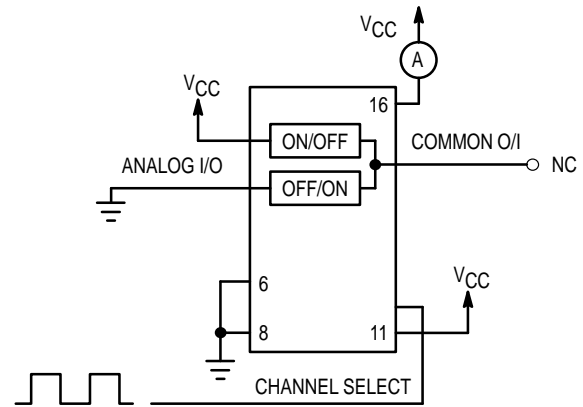 VCC
A
VCC
16
ON/OFF
COMMON O/I
ANALOG I/O
NC
OFF/ON
VCC
6
8
11
CHANNEL SELECT